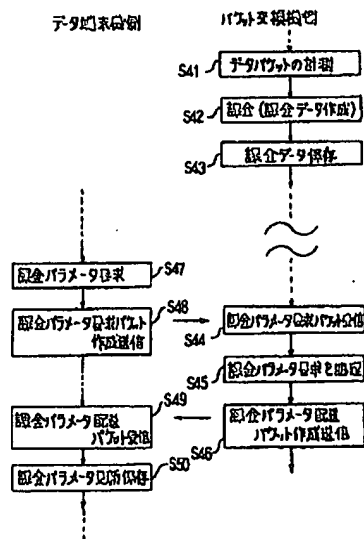 データ端末側
パケット交換機側
S41
データパケットの計測
S42
課金(課金データ作成)
S43
課金データ保存
課金パラメータ要求
S47
課金パラメータ要求パケット
作成送信
S48
課金パラメータ要求パケット受信
S44
課金パラメータ要求を
S45
課金パラメータ配送
パケット受信
S49
課金パラメータ配送
パケット作成送信
S46
課金パラメータ更新保存
S50